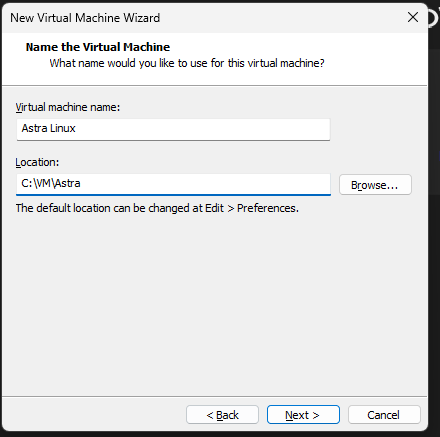 New Virtual Machine Wizard
Name the Virtual Machine
What name would you like to use for this virtual machine?
Virtual machine name:
Astra Linux
Location:
C:\VM\Astra
Browse...
The default location can be changed at Edit > Preferences.
< Back
Next >
Cancel